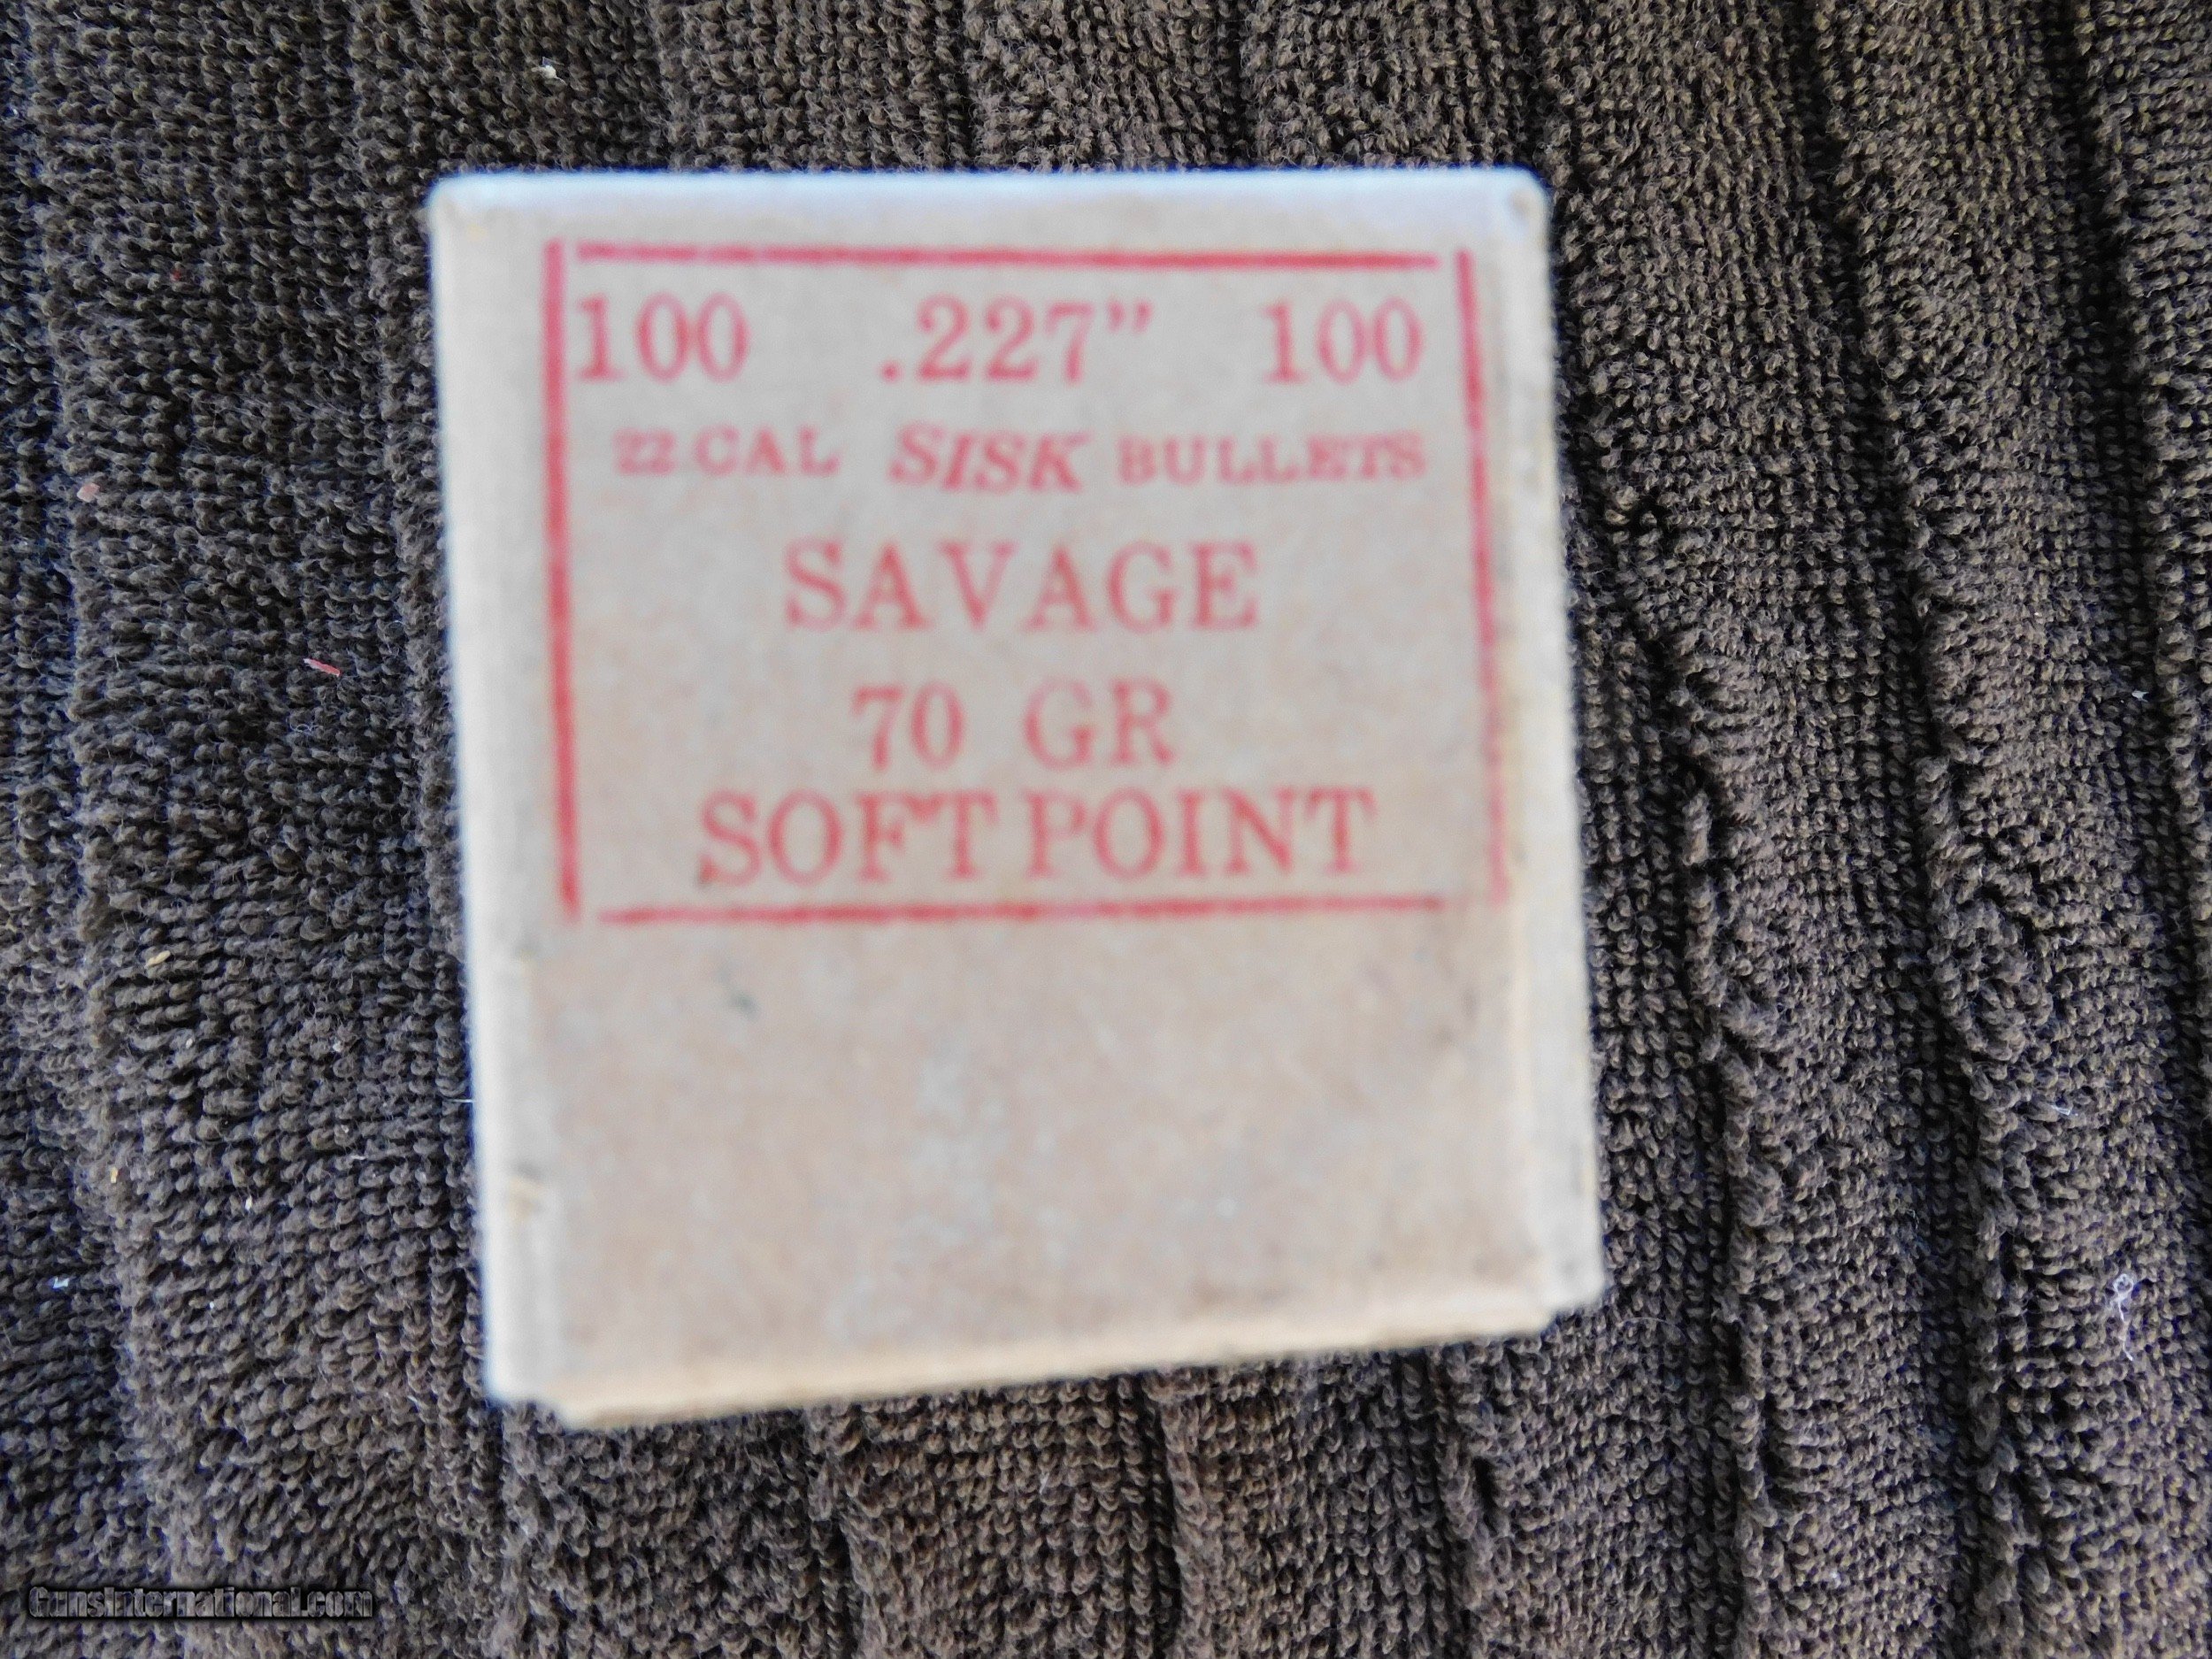 100 .227" 100
22 CAL SISK BULLETS
SAVAGE
70 GR
SOFT POINT
GunsInternational.com